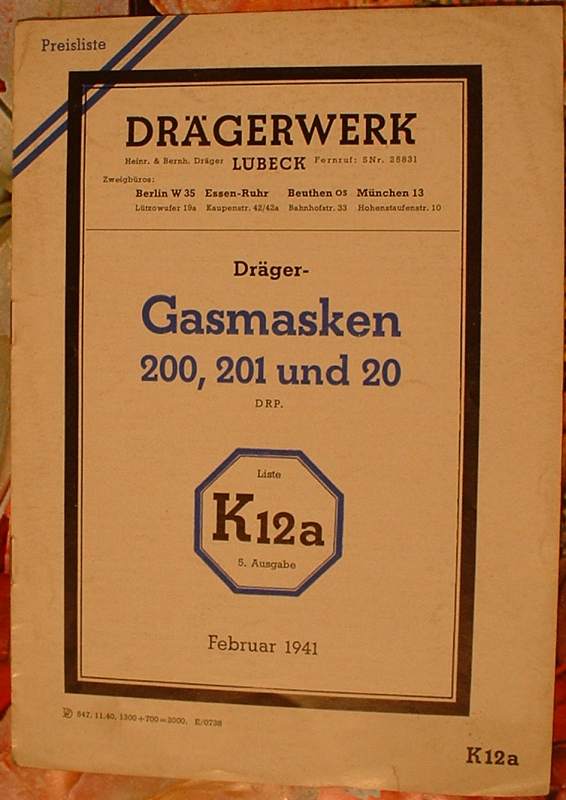 Preisliste
DRÄGERWERK
Heinr. & Bernh. Dräger LÜBECK Fernruf: SNr. 25831
Zweigbüros:
Berlin W 35 Essen-Ruhr Beuthen OS München 13
Lützowufer 19a Kaupenstr. 42/42a Bahnhofstr. 33 Hohenstaufenstr. 10
Dräger-
Gasmasken
200, 201 und 20
DRP.
Liste
K12a
5. Ausgabe
Februar 1941
847. 11.40. 1300+700=2000. E/0738
K12a